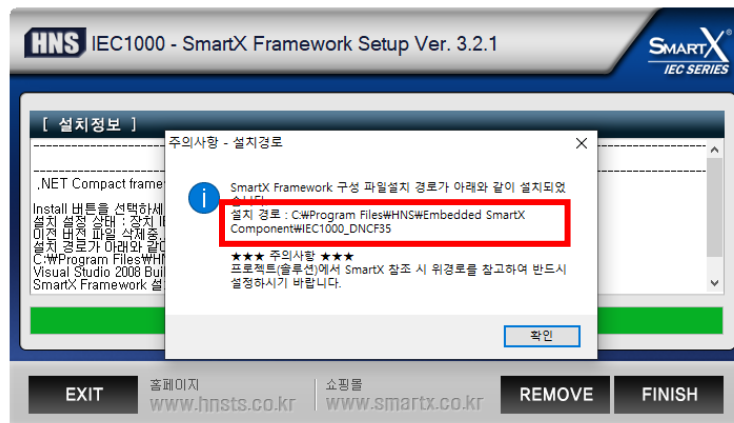 HNS IEC1000 - SmartX Framework Setup Ver. 3.2.1
SMARTX®
IEC SERIES
[ 설치정보 ]
주의사항 - 설치경로
.NET Compact frame
Install 버튼을 선택하세
설치 설정 상태 : 장치 IE
이전 버전 파일 삭제중..
설치 경로가 아래와 같이
C:₩Program Files₩HN
Visual Studio 2008 Buil
SmartX Framework 설
SmartX Framework 구성 파일설치 경로가 아래와 같이 설치되었
습니다.
설치 경로 : C:₩Program Files₩HNS₩Embedded SmartX
Component₩IEC1000_DNCF35
★★★ 주의사항 ★★★
프로젝트(솔루션)에서 SmartX 참조 시 위경로를 참고하여 반드시
설정하시기 바랍니다.
확인
EXIT
홈페이지
www.hnsts.co.kr
쇼핑몰
www.smartx.co.kr
REMOVE
FINISH